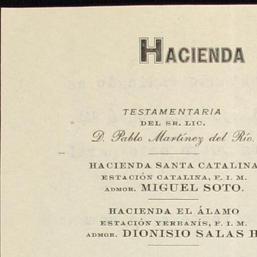 HACIENDA
TESTAMENTARIA
DEL SR. LIC.
D. Pablo Martínez del Río.
HACIENDA SANTA CATALINA
ESTACIÓN CATALINA, F. I. M.
ADMOR. MIGUEL SOTO.
HACIENDA EL ÁLAMO
ESTACIÓN YERBANÍS, F. I. M.
ADMOR. DIONISIO SALAS H